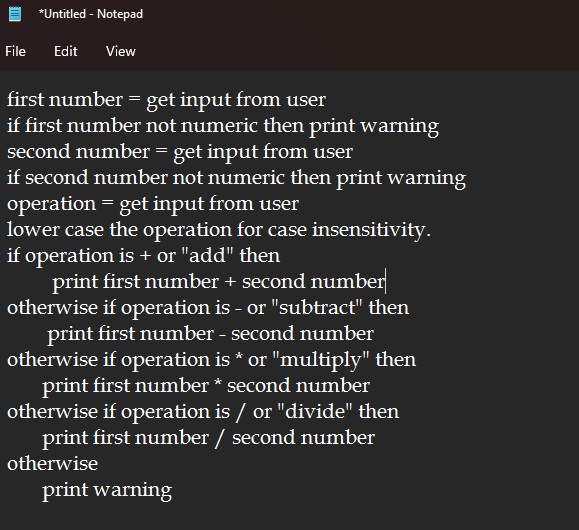 *Untitled - Notepad
File Edit View
first number = get input from user
if first number not numeric then print warning
second number = get input from user
if second number not numeric then print warning
operation = get input from user
lower case the operation for case insensitivity.
if operation is + or "add" then
print first number + second number
otherwise if operation is - or "subtract" then
print first number - second number
otherwise if operation is * or "multiply" then
print first number * second number
otherwise if operation is / or "divide" then
print first number / second number
otherwise
print warning